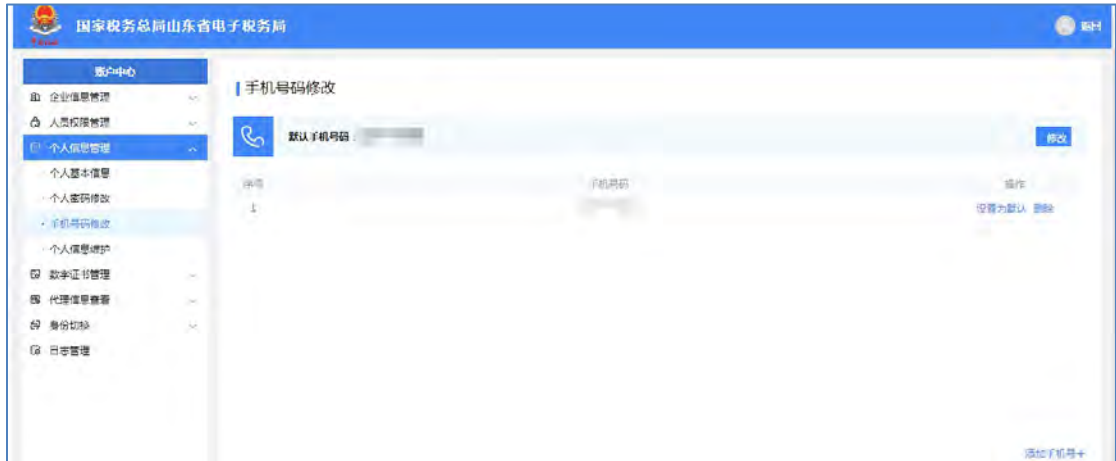 国家税务总局山东省电子税务局
账户中心
企业信息管理
人员权限管理
个人信息管理
个人基本信息
个人密码修改
手机号码修改
个人信息维护
数字证书管理
代理信息查看
身份切换
日志管理
手机号码修改
默认手机号码：
修改
序号 手机号码 操作
1 设置为默认 删除
添加手机号+